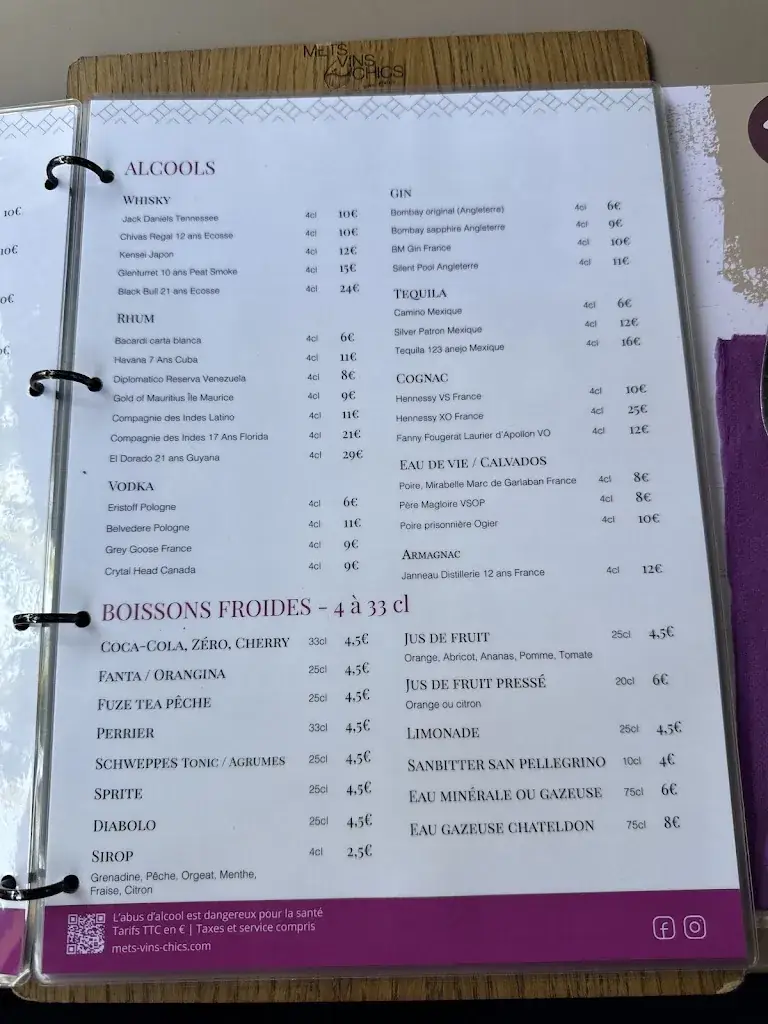 METS
VINS
CHICS
ALCOOLS
WHISKY
Jack Daniels Tennessee 4cl 10€
Chivas Regal 12 ans Ecosse 4cl 10€
Kensei Japon 4cl 12€
Glenturret 10 ans Peat Smoke 4cl 15€
Black Bull 21 ans Ecosse 4cl 24€
RHUM
Bacardi carta blanca 4cl 6€
Havana 7 Ans Cuba 4cl 11€
Diplomatico Reserva Venezuela 4cl 8€
Gold of Mauritius Île Maurice 4cl 9€
Compagnie des Indes Latino 4cl 11€
Compagnie des Indes 17 Ans Florida 4cl 21€
El Dorado 21 ans Guyana 4cl 29€
VODKA
Eristoff Pologne 4cl 6€
Belvedere Pologne 4cl 11€
Grey Goose France 4cl 9€
Crytal Head Canada 4cl 9€
GIN
Bombay original (Angleterre) 4cl 6€
Bombay sapphire Angleterre 4cl 9€
BM Gin France 4cl 10€
Silent Pool Angleterre 4cl 11€
TEQUILA
Camino Mexique 4cl 6€
Silver Patron Mexique 4cl 12€
Tequila 123 anejo Mexique 4cl 16€
COGNAC
Hennessy VS France 4cl 10€
Hennessy XO France 4cl 25€
Fanny Fougerat Laurier d'Apollon VO 4cl 12€
EAU DE VIE / CALVADOS
Poire, Mirabelle Marc de Garlaban France 4cl 8€
Père Magloire VSOP 4cl 8€
Poire prisonnière Ogier 4cl 10€
ARMAGNAC
Janneau Distillerie 12 ans France 4cl 12€
BOISSONS FROIDES - 4 à 33 cl
COCA-COLA, ZÉRO, CHERRY 33cl 4,5€
FANTA / ORANGINA 25cl 4,5€
FUZE TEA PÊCHE 25cl 4,5€
PERRIER 33cl 4,5€
SCHWEPPES TONIC / AGRUMES 25cl 4,5€
SPRITE 25cl 4,5€
DIABOLO 25cl 4,5€
SIROP 4cl 2,5€
Grenadine, Pêche, Orgeat, Menthe,
Fraise, Citron
JUS DE FRUIT 25cl 4,5€
Orange, Abricot, Ananas, Pomme, Tomate
JUS DE FRUIT PRESSÉ 20cl 6€
Orange ou citron
LIMONADE 25cl 4,5€
SANBITTER SAN PELLEGRINO 10cl 4€
EAU MINÉRALE OU GAZEUSE 75cl 6€
EAU GAZEUSE CHATELDON 75cl 8€
L'abus d'alcool est dangereux pour la santé
Tarifs TTC en € | Taxes et service compris
mets-vins-chics.com
10€
10€
0€
€